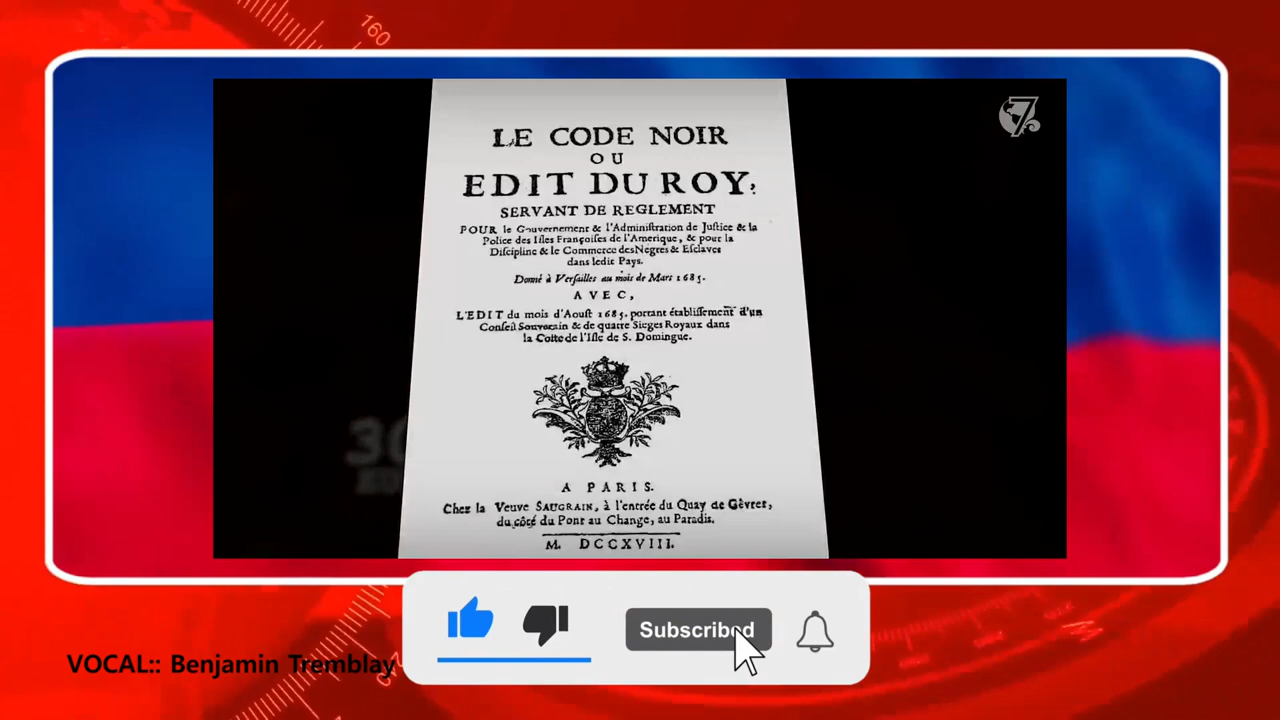 160
7
LE CODE NOIR
OU
EDIT DU ROY,
SERVANT DE REGLEMENT
POUR le Gouvernement & l'Adminiſtration de Juſtice & la
Police des Iſles Françoiſes de l'Amerique, & pour la
Diſcipline & le Commerce des Negres & Eſclaves
dans ledit Pays.
Donné à Verſailles au mois de Mars 1685.
AVEC,
L'EDIT du mois d'Aouſt 1685. portant établiſſement d'un
Conſeil Souverain & de quatre Sieges Royaux dans
la Coſte de l'Iſle de S. Domingue.
30
A PARIS.
Chez la Veuve SAUGRAIN, à l'entrée du Quay de Gêvres,
du côté du Pont au Change, au Paradis.
M. DCCXVIII.
Subscribed
VOCAL:: Benjamin Tremblay